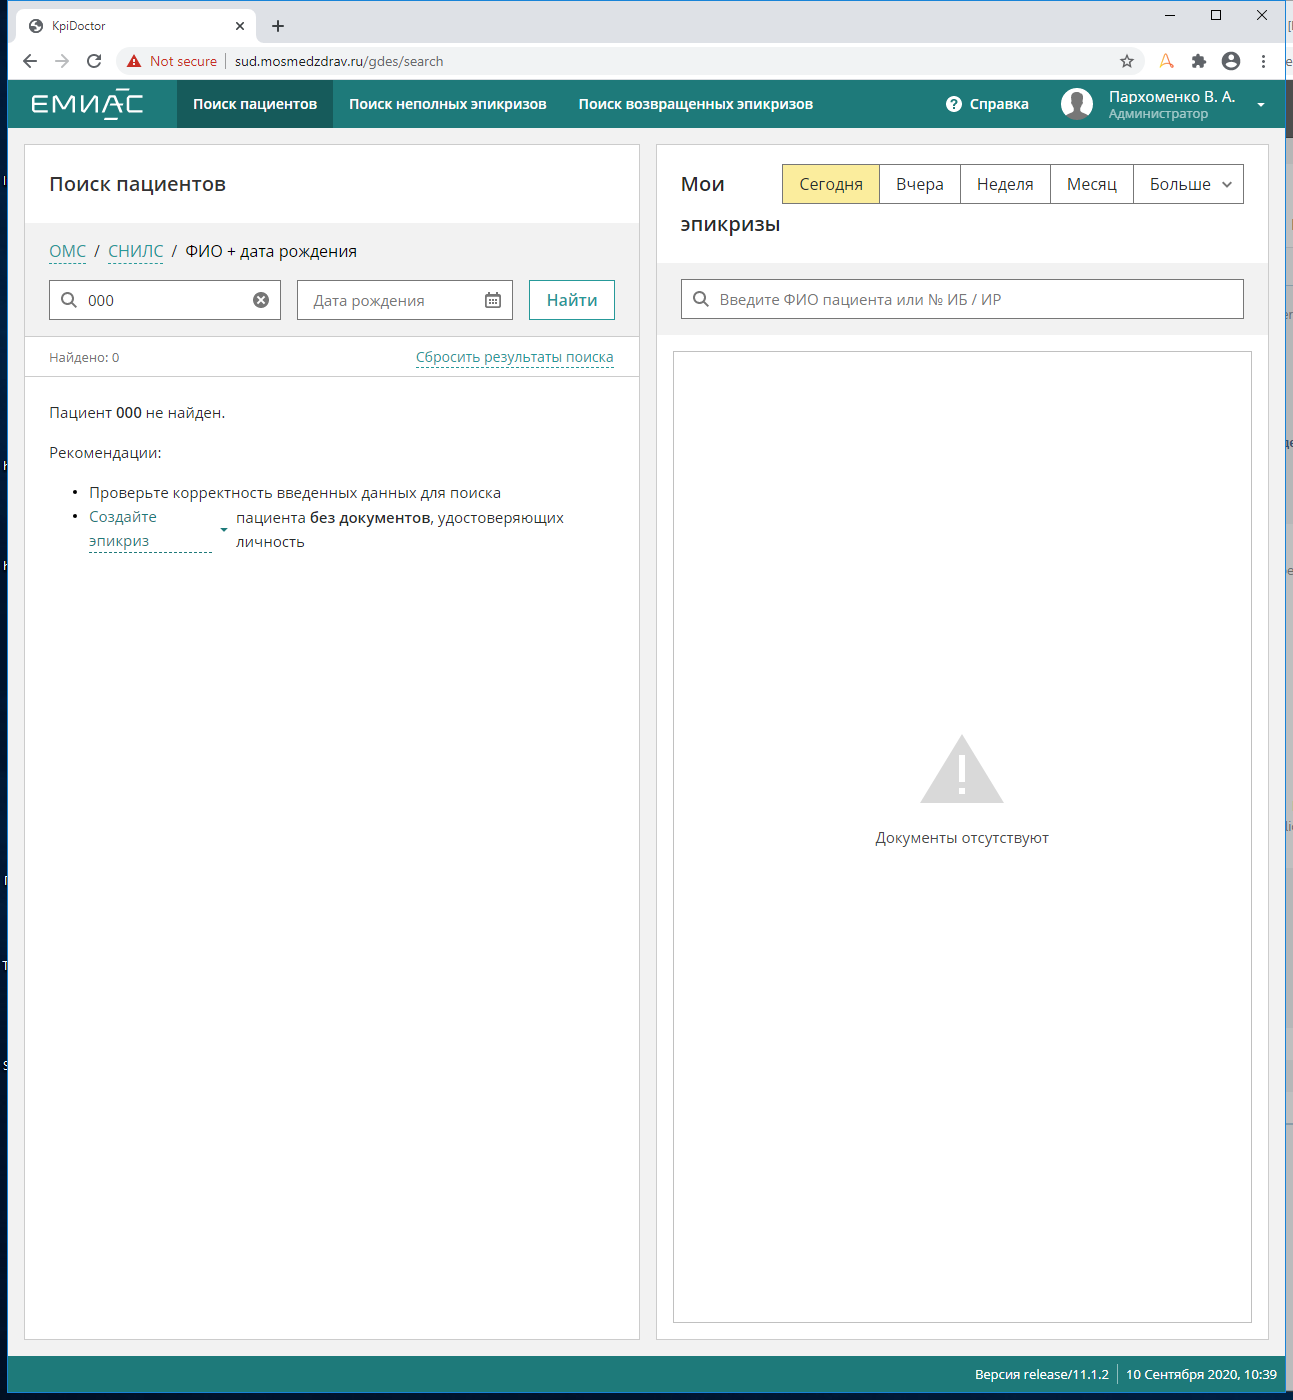 KpiDoctor
Not secure
sud.mosmedzdrav.ru/gdes/search
ЕМИАС
Поиск пациентов
Поиск неполных эпикризов
Поиск возвращенных эпикризов
Справка
Пархоменко В. А.
Администратор
Поиск пациентов
ОМС / СНИЛС / ФИО + дата рождения
000
Дата рождения
Найти
Найдено: 0
Сбросить результаты поиска
Пациент 000 не найден.
Рекомендации:
• Проверьте корректность введенных данных для поиска
• Создайте эпикриз
пациента без документов, удостоверяющих
личность
Мои
эпикризы
Сегодня
Вчера
Неделя
Месяц
Больше
Введите ФИО пациента или № ИБ / ИР
Документы отсутствуют
Версия release/11.1.2
10 Сентября 2020, 10:39